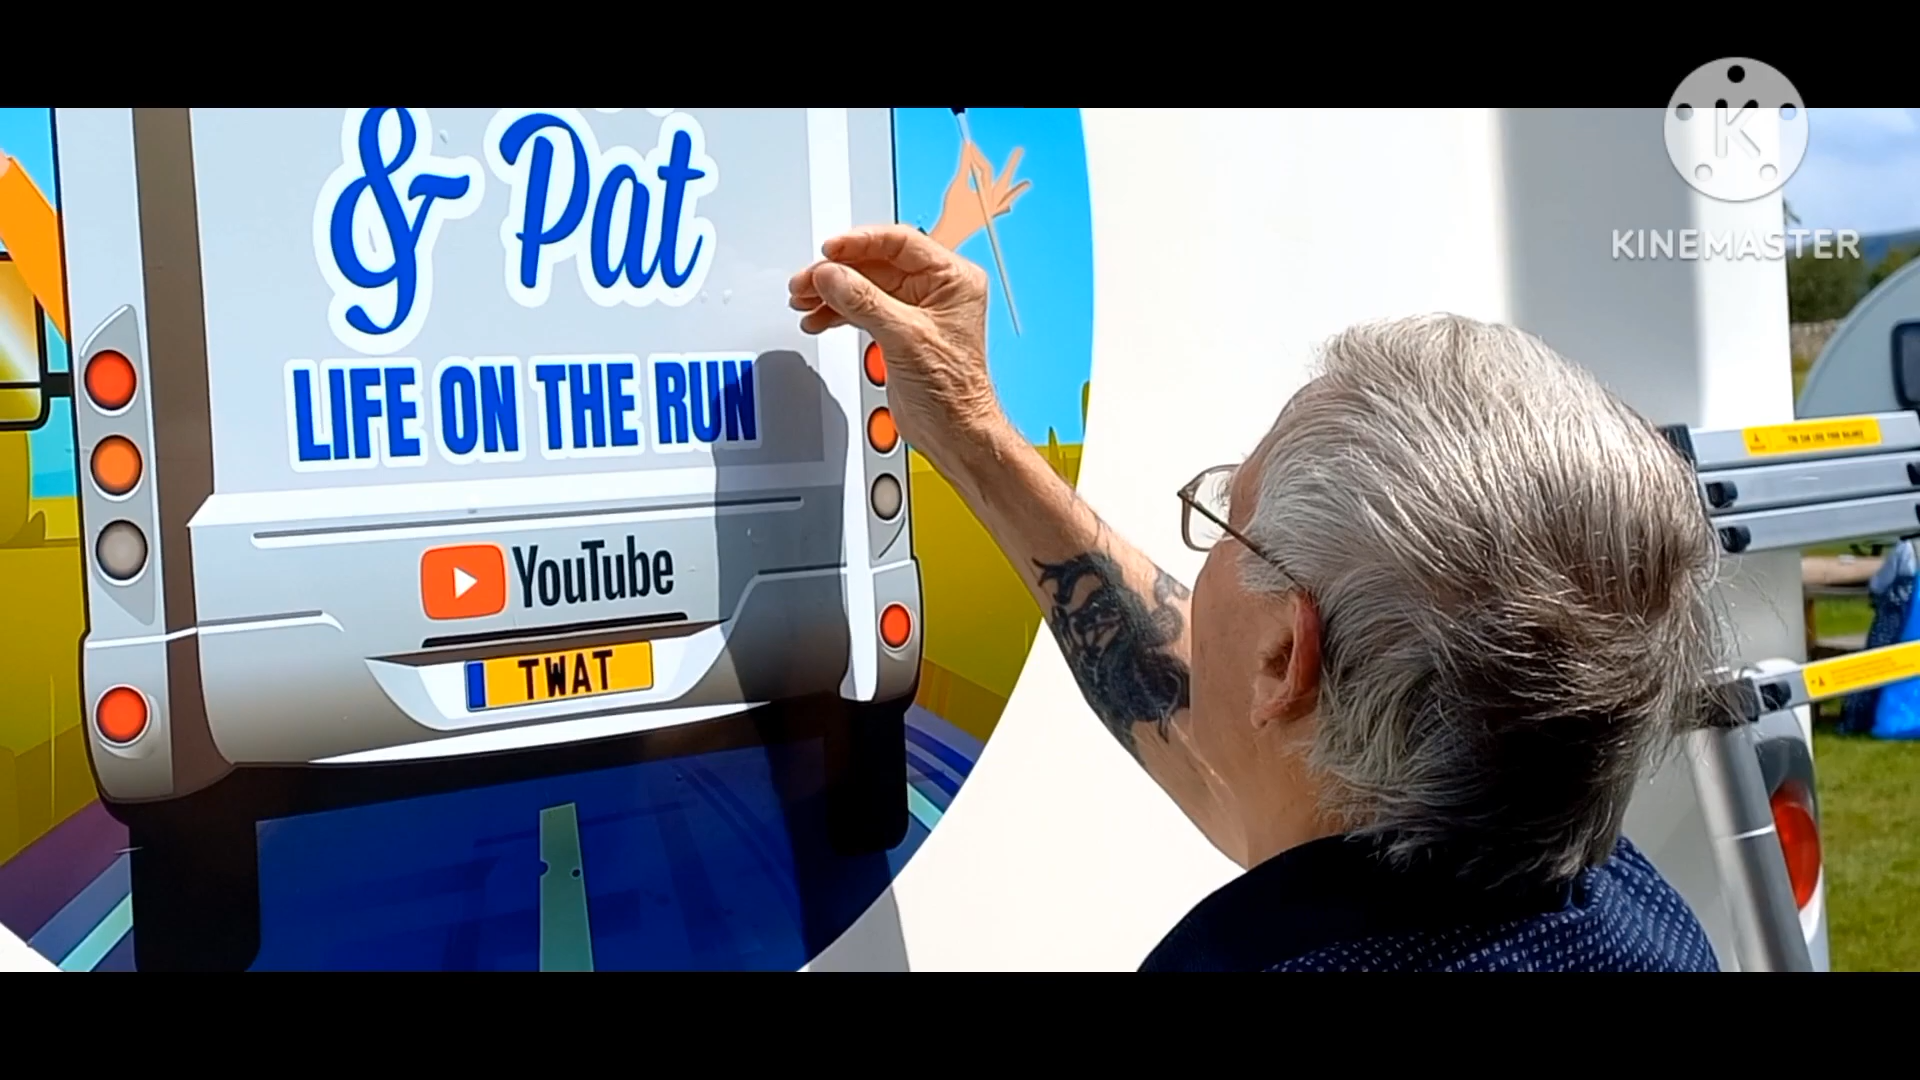 & Pat
LIFE ON THE RUN
YouTube
TWAT
K
KINEMASTER